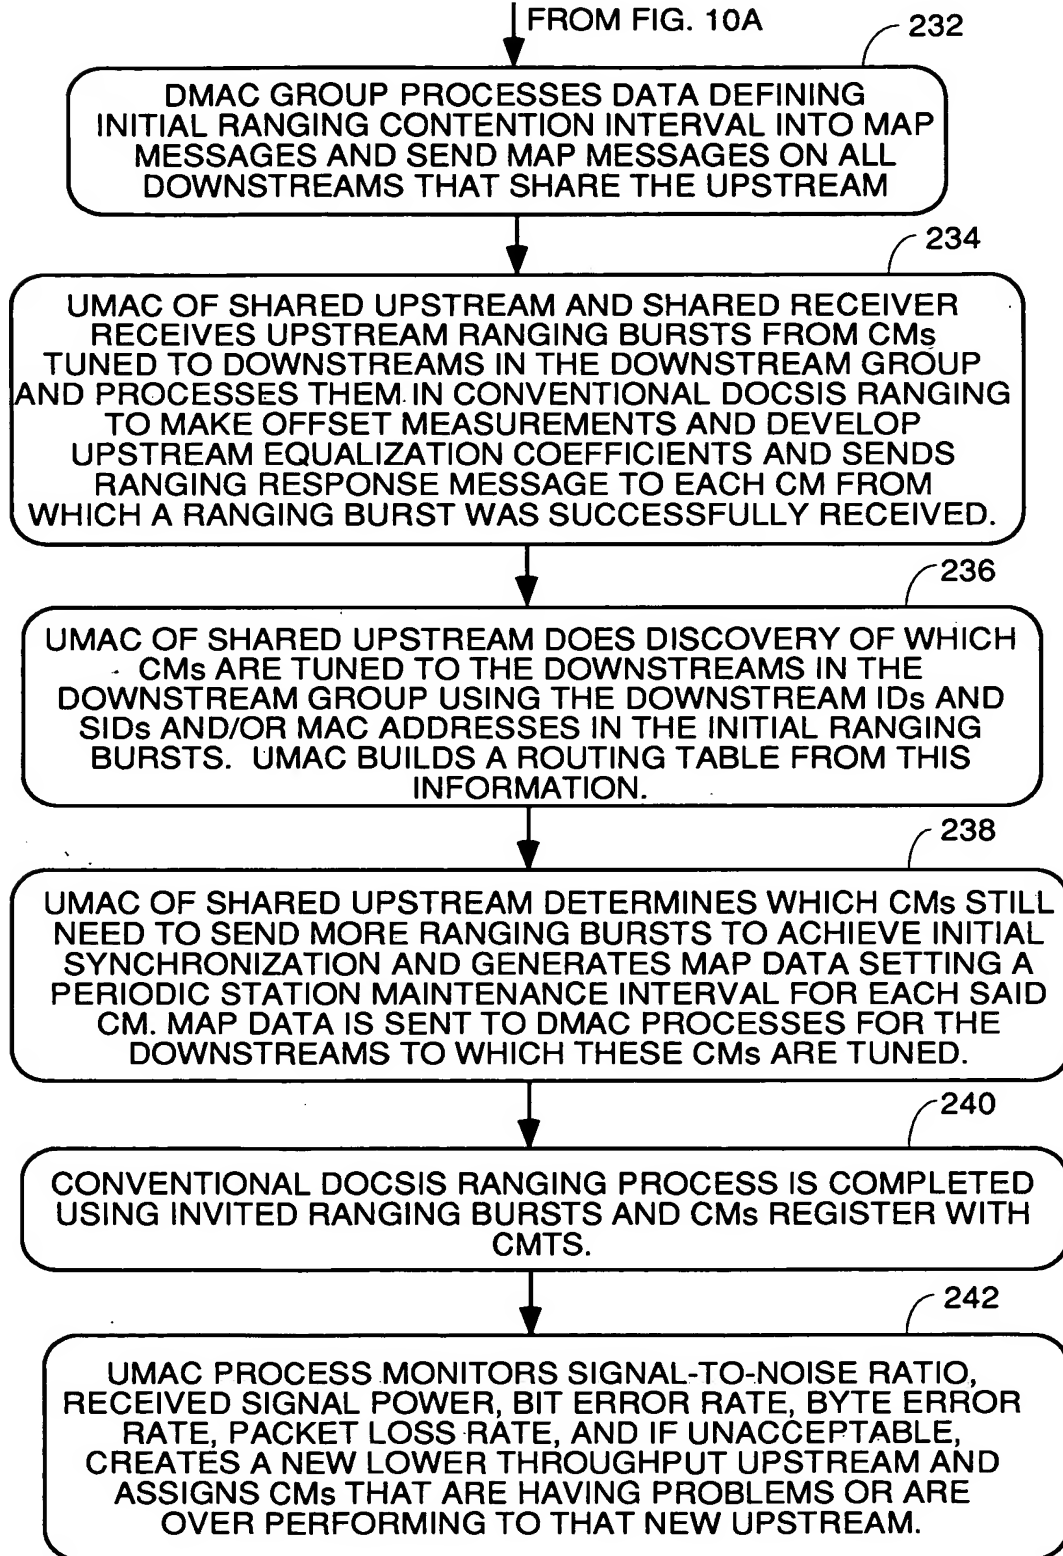 FROM FIG. 10A
232
DMAC GROUP PROCESSES DATA DEFINING
INITIAL RANGING CONTENTION INTERVAL INTO MAP
MESSAGES AND SEND MAP MESSAGES ON ALL
DOWNSTREAMS THAT SHARE THE UPSTREAM
234
UMAC OF SHARED UPSTREAM AND SHARED RECEIVER
RECEIVES UPSTREAM RANGING BURSTS FROM CMs
TUNED TO DOWNSTREAMS IN THE DOWNSTREAM GROUP
AND PROCESSES THEM IN CONVENTIONAL DOCSIS RANGING
TO MAKE OFFSET MEASUREMENTS AND DEVELOP
UPSTREAM EQUALIZATION COEFFICIENTS AND SENDS
RANGING RESPONSE MESSAGE TO EACH CM FROM
WHICH A RANGING BURST WAS SUCCESSFULLY RECEIVED.
236
UMAC OF SHARED UPSTREAM DOES DISCOVERY OF WHICH
CMs ARE TUNED TO THE DOWNSTREAMS IN THE
DOWNSTREAM GROUP USING THE DOWNSTREAM IDs AND
SIDs AND/OR MAC ADDRESSES IN THE INITIAL RANGING
BURSTS. UMAC BUILDS A ROUTING TABLE FROM THIS
INFORMATION.
238
UMAC OF SHARED UPSTREAM DETERMINES WHICH CMs STILL
NEED TO SEND MORE RANGING BURSTS TO ACHIEVE INITIAL
SYNCHRONIZATION AND GENERATES MAP DATA SETTING A
PERIODIC STATION MAINTENANCE INTERVAL FOR EACH SAID
CM. MAP DATA IS SENT TO DMAC PROCESSES FOR THE
DOWNSTREAMS TO WHICH THESE CMs ARE TUNED.
240
CONVENTIONAL DOCSIS RANGING PROCESS IS COMPLETED
USING INVITED RANGING BURSTS AND CMs REGISTER WITH
CMTS.
242
UMAC PROCESS MONITORS SIGNAL-TO-NOISE RATIO,
RECEIVED SIGNAL POWER, BIT ERROR RATE, BYTE ERROR
RATE, PACKET LOSS RATE, AND IF UNACCEPTABLE,
CREATES A NEW LOWER THROUGHPUT UPSTREAM AND
ASSIGNS CMs THAT ARE HAVING PROBLEMS OR ARE
OVER PERFORMING TO THAT NEW UPSTREAM.